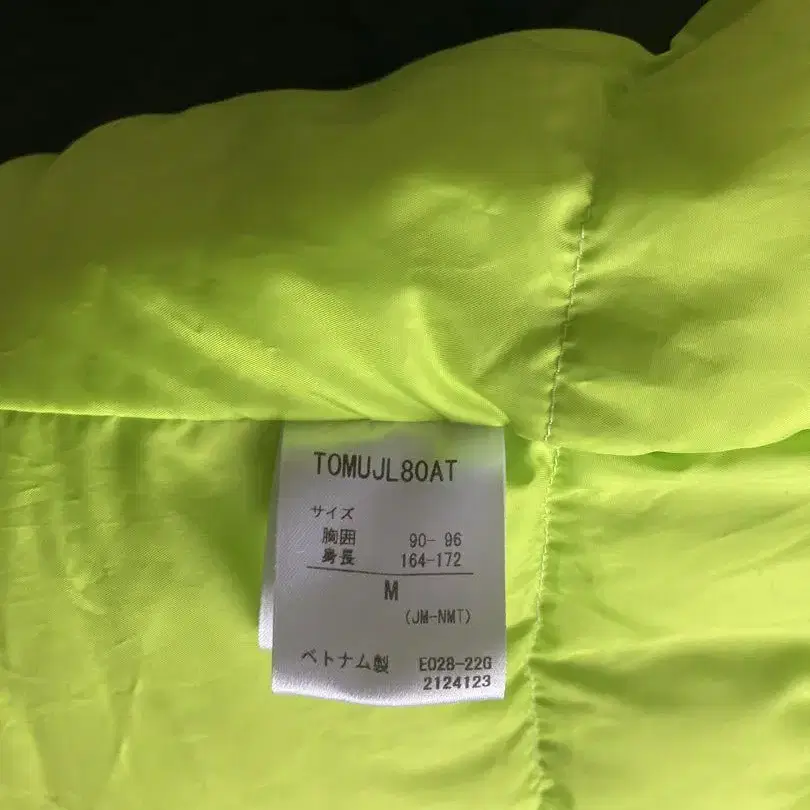 TOMUJL80AT
サイズ
胸囲 90- 96
身長 164-172
M
(JM-NMT)
ベトナム製 E028-22G
2124123